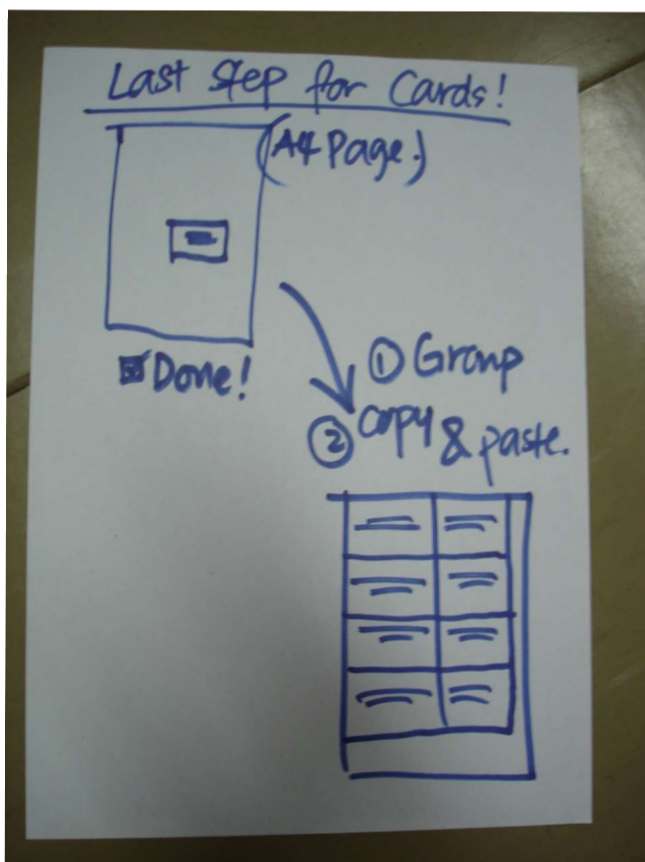 Last step for Cards!
(A4 Page.)
Done!
① Group
② copy & paste.